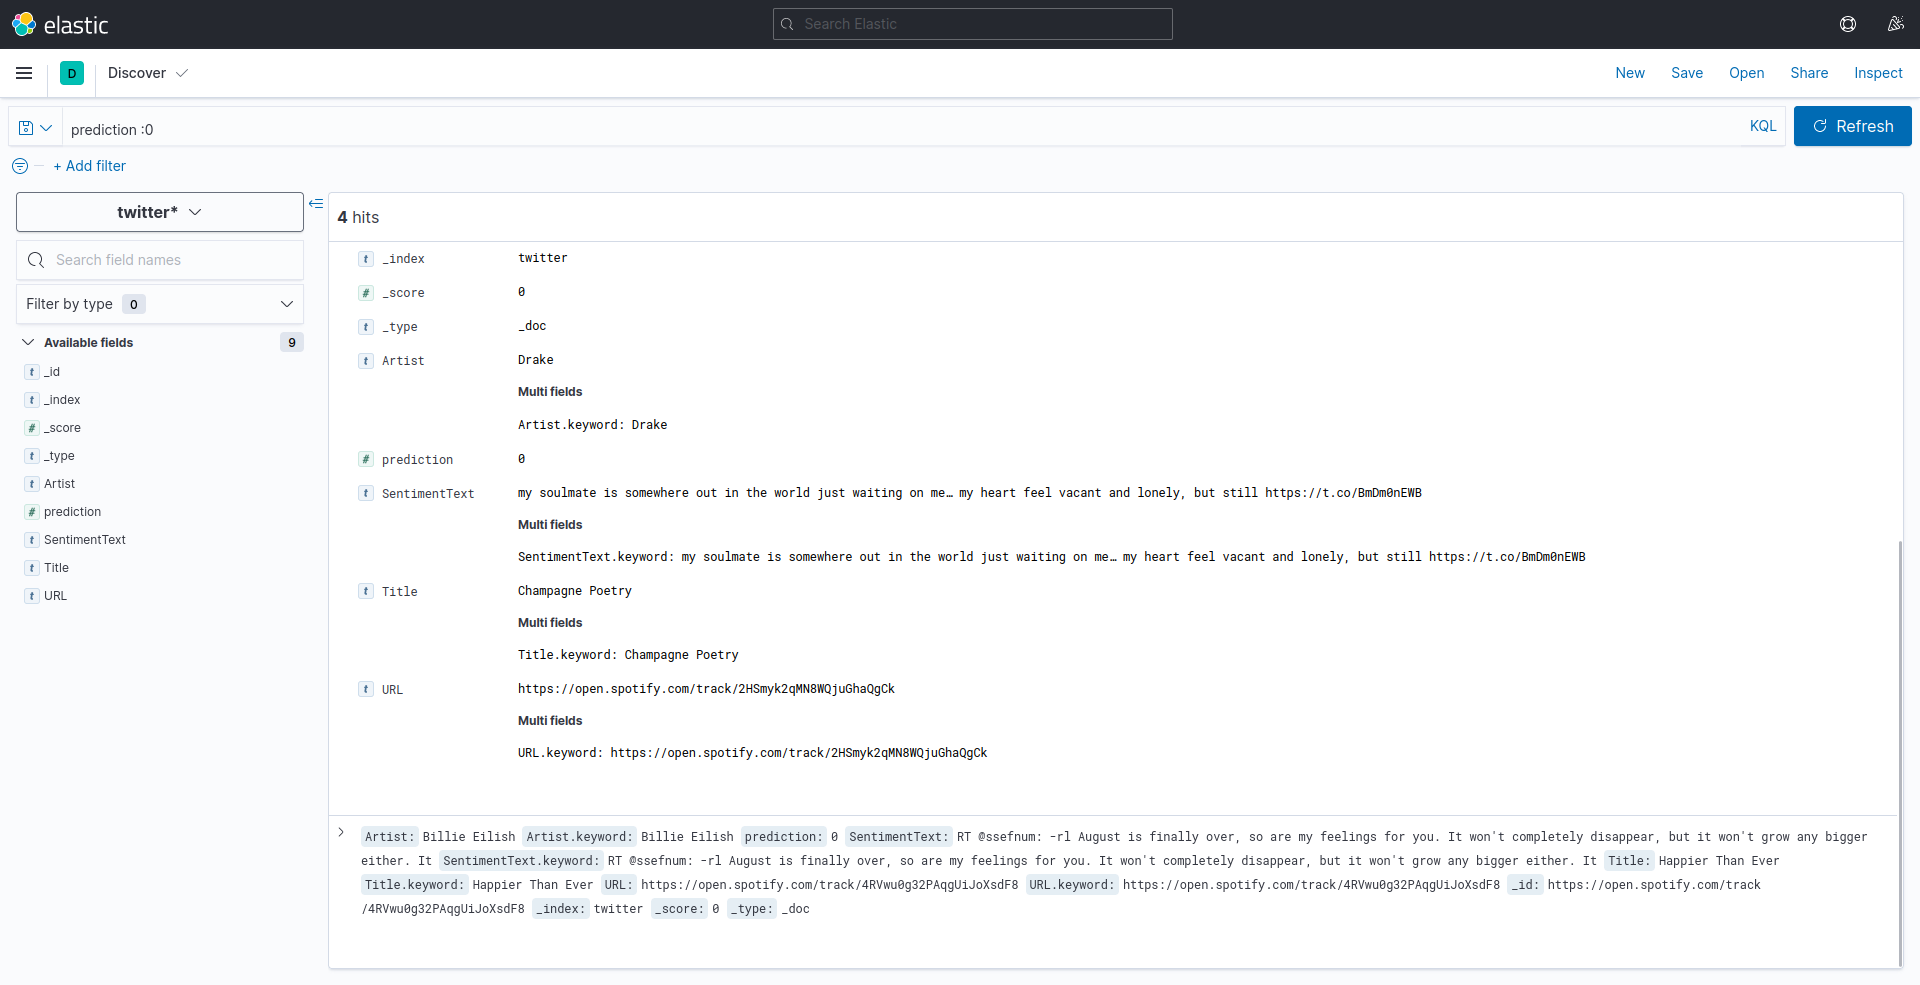 elastic
Search Elastic
D
Discover
New Save Open Share Inspect
prediction :0
KQL
Refresh
+ Add filter
twitter*
Search field names
Filter by type 0
Available fields 9
t _id
t _index
# _score
t _type
t Artist
# prediction
t SentimentText
t Title
t URL
4 hits
t _index twitter
# _score 0
t _type _doc
t Artist Drake
Multi fields
Artist.keyword: Drake
# prediction 0
t SentimentText my soulmate is somewhere out in the world just waiting on me… my heart feel vacant and lonely, but still https://t.co/BmDm0nEWB
Multi fields
SentimentText.keyword: my soulmate is somewhere out in the world just waiting on me… my heart feel vacant and lonely, but still https://t.co/BmDm0nEWB
t Title Champagne Poetry
Multi fields
Title.keyword: Champagne Poetry
t URL https://open.spotify.com/track/2HSmyk2qMN8WQjuGhaQgCk
Multi fields
URL.keyword: https://open.spotify.com/track/2HSmyk2qMN8WQjuGhaQgCk
Artist: Billie Eilish Artist.keyword: Billie Eilish prediction: 0 SentimentText: RT @ssefnum: -rl August is finally over, so are my feelings for you. It won't completely disappear, but it won't grow any bigger
either. It SentimentText.keyword: RT @ssefnum: -rl August is finally over, so are my feelings for you. It won't completely disappear, but it won't grow any bigger either. It Title: Happier Than Ever
Title.keyword: Happier Than Ever URL: https://open.spotify.com/track/4RVwu0g32PAqgUiJoXsdF8 URL.keyword: https://open.spotify.com/track/4RVwu0g32PAqgUiJoXsdF8 _id: https://open.spotify.com/track
/4RVwu0g32PAqgUiJoXsdF8 _index: twitter _score: 0 _type: _doc